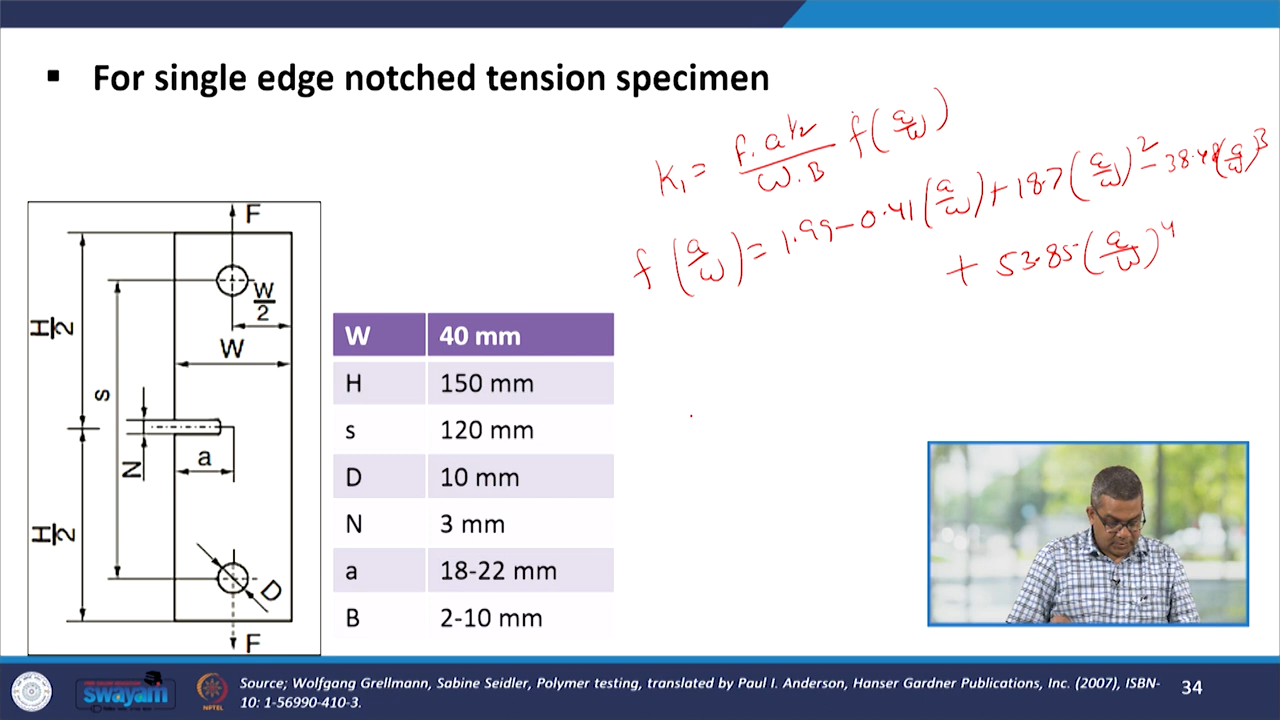 ▪ For single edge notched tension specimen
K₁ = F. a^1/2 / W. B f(a/w)
f(a/w) = 1.99 - 0.41(a/w) + 18.7(a/w)² - 38.48(a/w)³
+ 53.85(a/w)⁴
F
W/2
H/2
W
s
a
N
H/2
D
F
W 40 mm
H 150 mm
s 120 mm
D 10 mm
N 3 mm
a 18-22 mm
B 2-10 mm
swayam
NPTEL
Source; Wolfgang Grellmann, Sabine Seidler, Polymer testing, translated by Paul I. Anderson, Hanser Gardner Publications, Inc. (2007), ISBN-
10: 1-56990-410-3.
34